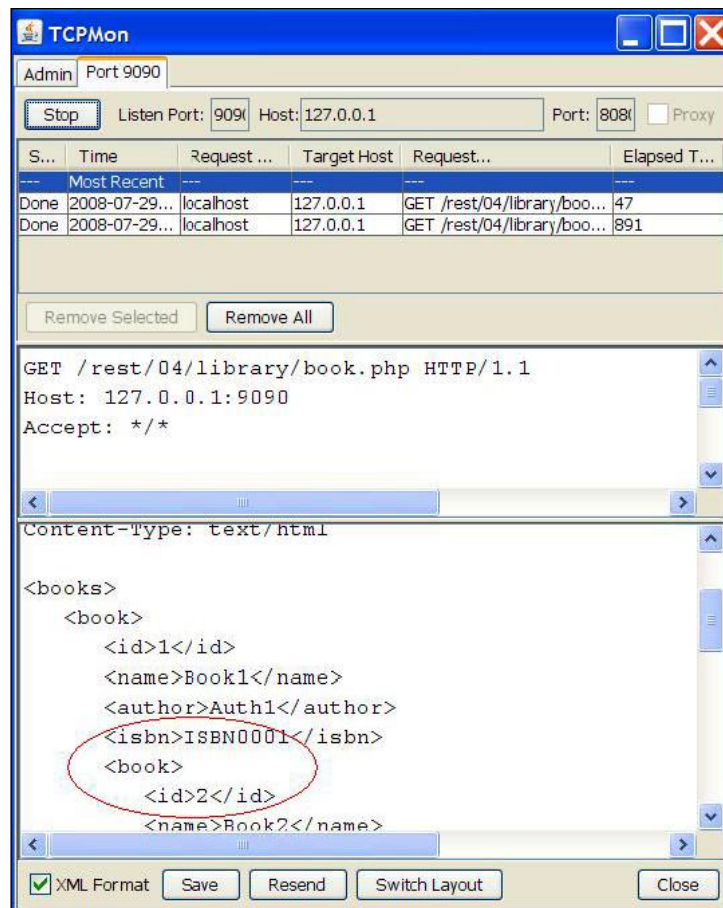 TCPMon
Admin Port 9090
Stop Listen Port: 909( Host: 127.0.0.1 Port: 808( Proxy
S... Time Request ... Target Host Request... Elapsed T...
--- Most Recent --- --- --- ---
Done 2008-07-29... localhost 127.0.0.1 GET /rest/04/library/boo... 47
Done 2008-07-29... localhost 127.0.0.1 GET /rest/04/library/boo... 891
Remove Selected Remove All
GET /rest/04/library/book.php HTTP/1.1
Host: 127.0.0.1:9090
Accept: */*
Content-Type: text/html
<books>
<book>
<id>1</id>
<name>Book1</name>
<author>Auth1</author>
<isbn>ISBN0001</isbn>
<book>
<id>2</id>
<name>Book2</name>
XML Format Save Resend Switch Layout Close